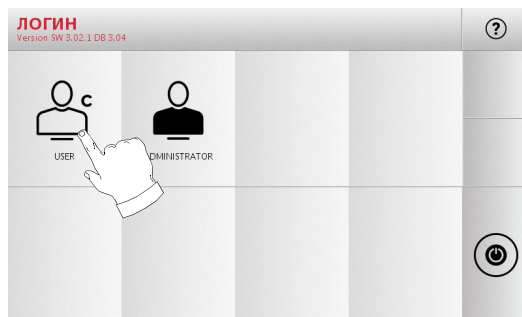 ЛОГИН
Version SW 3.02.1 DB 3.04
?
C
USER
DMINISTRATOR